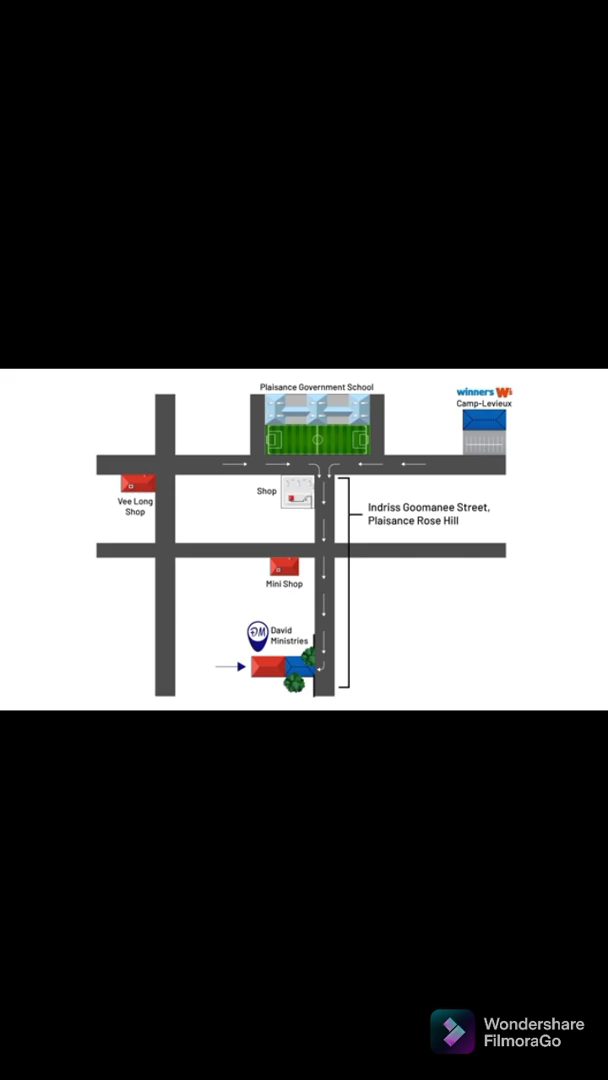 Plaisance Government School
winners W
Camp-Levieux
Vee Long
Shop
Shop
Indriss Goomanee Street,
Plaisance Rose Hill
Mini Shop
David
Ministries
Wondershare
FilmoraGo